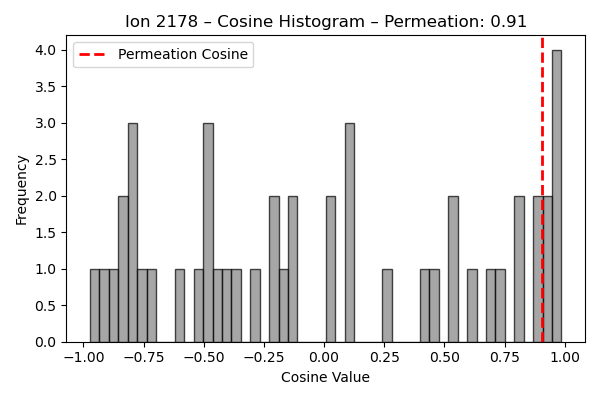 Ion 2178 – Cosine Histogram – Permeation: 0.91
Permeation Cosine
4.0
3.5
3.0
2.5
2.0
1.5
1.0
0.5
0.0
Frequency
−1.00 −0.75 −0.50 −0.25 0.00 0.25 0.50 0.75 1.00
Cosine Value